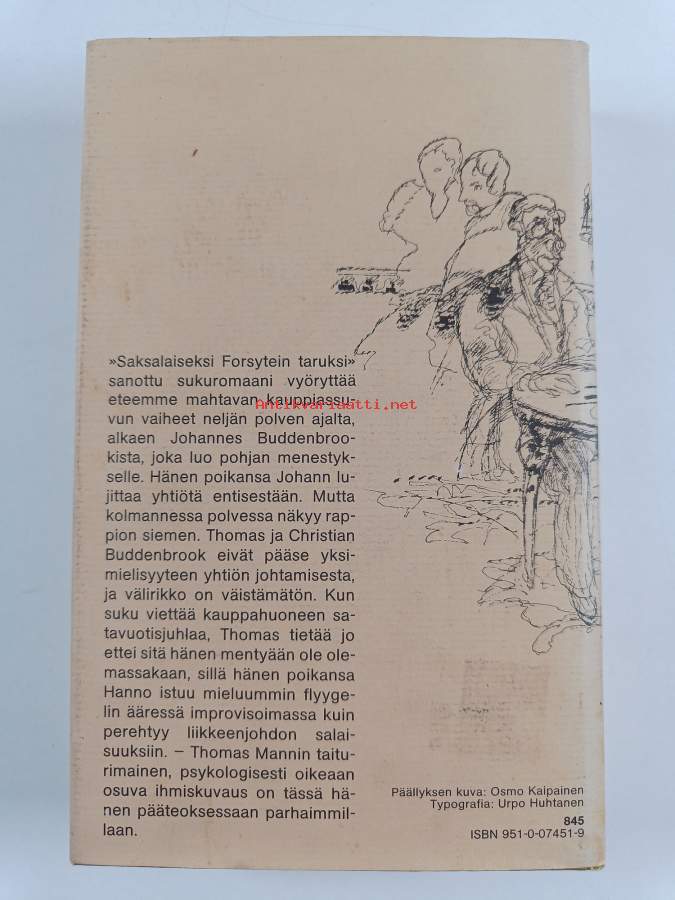 »Saksalaiseksi Forsytein taruksi»
sanottu sukuromaani vyöryttää
eteemme mahtavan kauppiassu-
vun vaiheet neljän polven ajalta,
alkaen Johannes Buddenbroo-
kista, joka luo pohjan menestyk-
selle. Hänen poikansa Johann lu-
jittaa yhtiötä entisestään. Mutta
kolmannessa polvessa näkyy rap-
pion siemen. Thomas ja Christian
Buddenbrook eivät pääse yksi-
mielisyyteen yhtiön johtamisesta,
ja välirikko on väistämätön. Kun
suku viettää kauppahuoneen sa-
tavuotisjuhlaa, Thomas tietää jo
ettei sitä hänen mentyään ole ole-
massakaan, sillä hänen poikansa
Hanno istuu mieluummin flyyge-
lin ääressä improvisoimassa kuin
perehtyy liikkeenjohdon salai-
suuksiin. – Thomas Mannin taitu-
rimainen, psykologisesti oikeaan
osuva ihmiskuvaus on tässä hä-
nen pääteoksessaan parhaimmil-
laan.
Antikvariaatti.net
Päällyksen kuva: Osmo Kaipainen
Typografia: Urpo Huhtanen
845
ISBN 951-0-07451-9